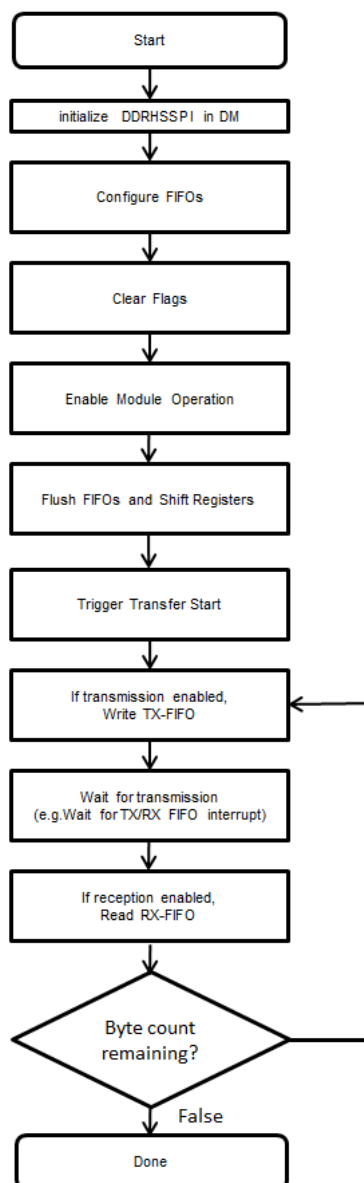 Start
initialize DDRHSSPI in DM
Configure FIFOs
Clear Flags
Enable Module Operation
Flush FIFOs and Shift Registers
Trigger Transfer Start
If transmission enabled,
Write TX-FIFO
Wait for transmission
(e.g.Wait for TX/RX FIFO interrupt)
If reception enabled,
Read RX-FIFO
Byte count
remaining?
False
Done